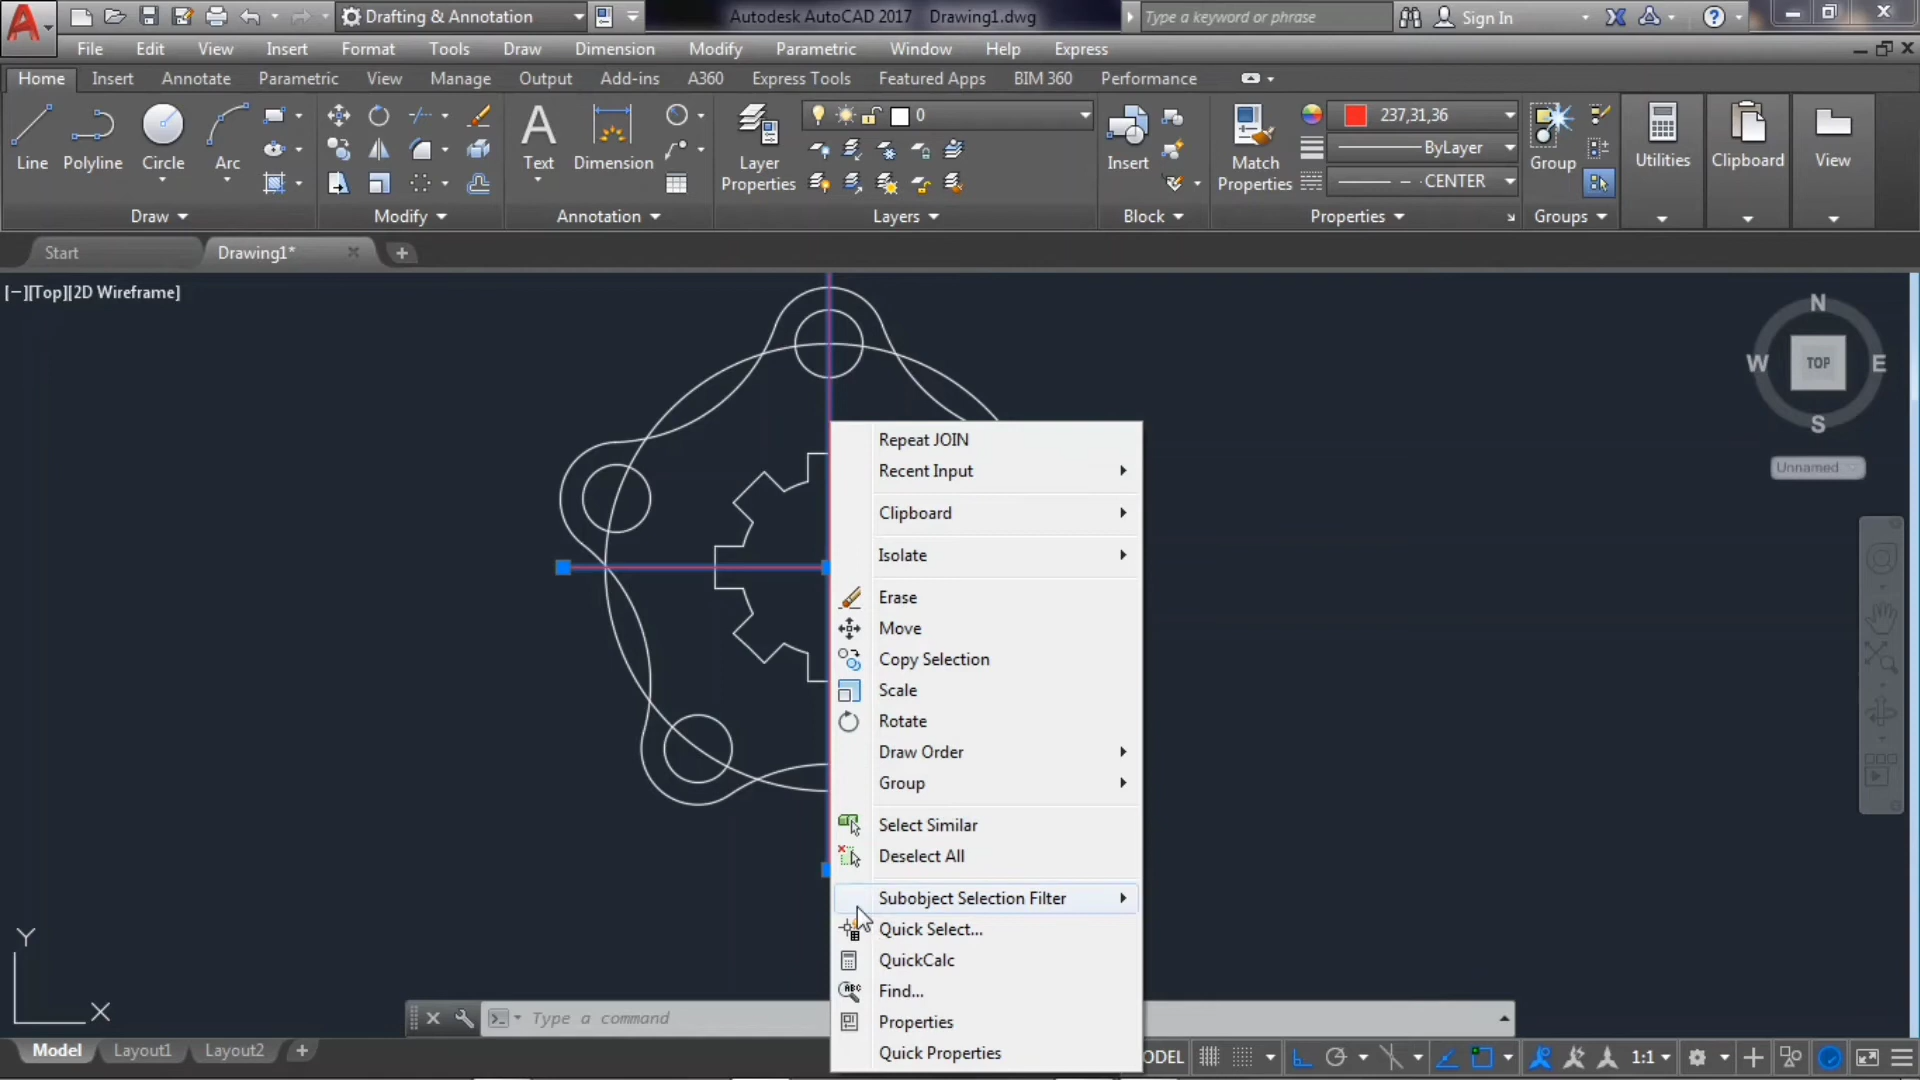 Drafting & Annotation
Autodesk AutoCAD 2017 Drawing1.dwg
Type a keyword or phrase
Sign In
File Edit View Insert Format Tools Draw Dimension Modify Parametric Window Help Express
Home Insert Annotate Parametric View Manage Output Add-ins A360 Express Tools Featured Apps BIM 360 Performance
0
237,31,36
ByLayer
CENTER
Line Polyline Circle Arc
Text Dimension
Layer Properties
Insert
Match Properties
Group
Utilities Clipboard View
Draw Modify Annotation Layers Block Properties Groups
Start Drawing1*
[−][Top][2D Wireframe]
N
W TOP E
S
Unnamed
Repeat JOIN
Recent Input
Clipboard
Isolate
Erase
Move
Copy Selection
Scale
Rotate
Draw Order
Group
Select Similar
Deselect All
Subobject Selection Filter
Quick Select...
QuickCalc
Find...
Properties
Quick Properties
Y
X
Type a command
Model Layout1 Layout2
ODEL
1:1